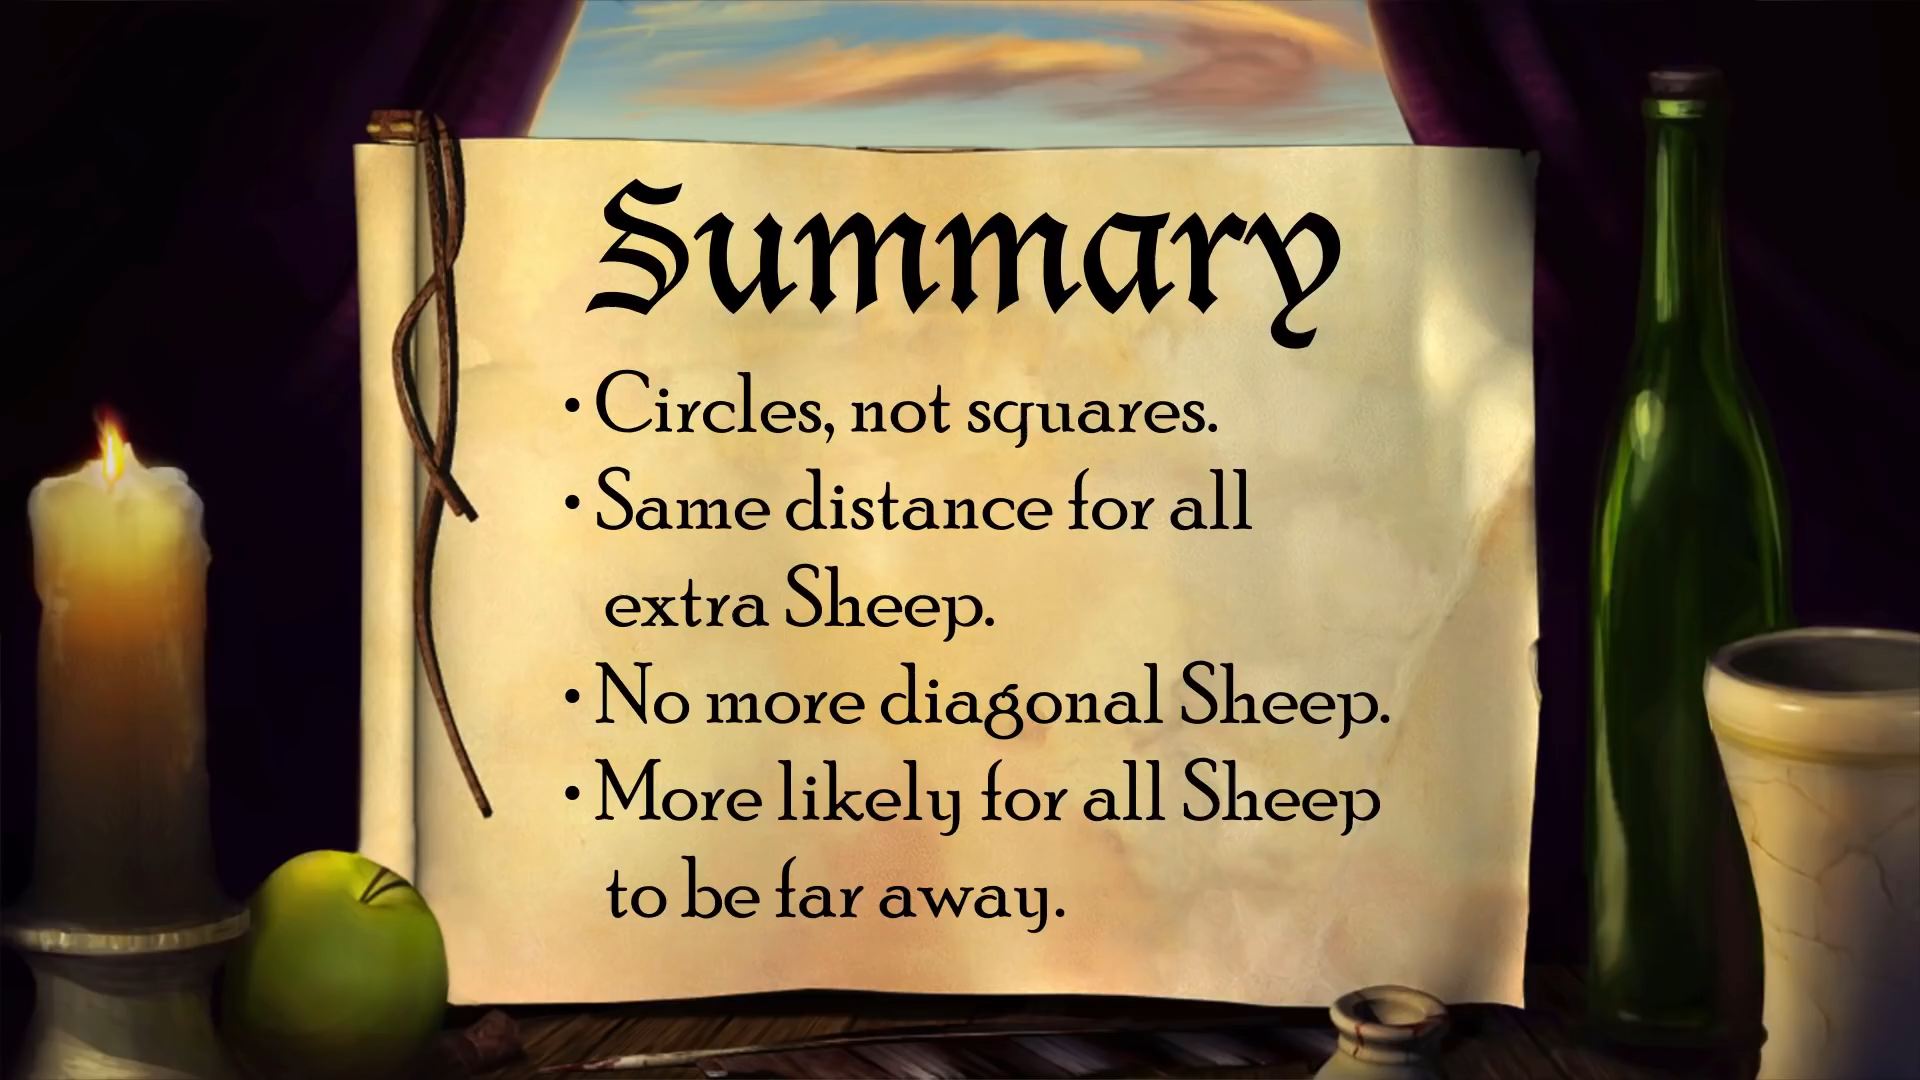 Summary
• Circles, not squares.
• Same distance for all
extra Sheep.
• No more diagonal Sheep.
• More likely for all Sheep
to be far away.